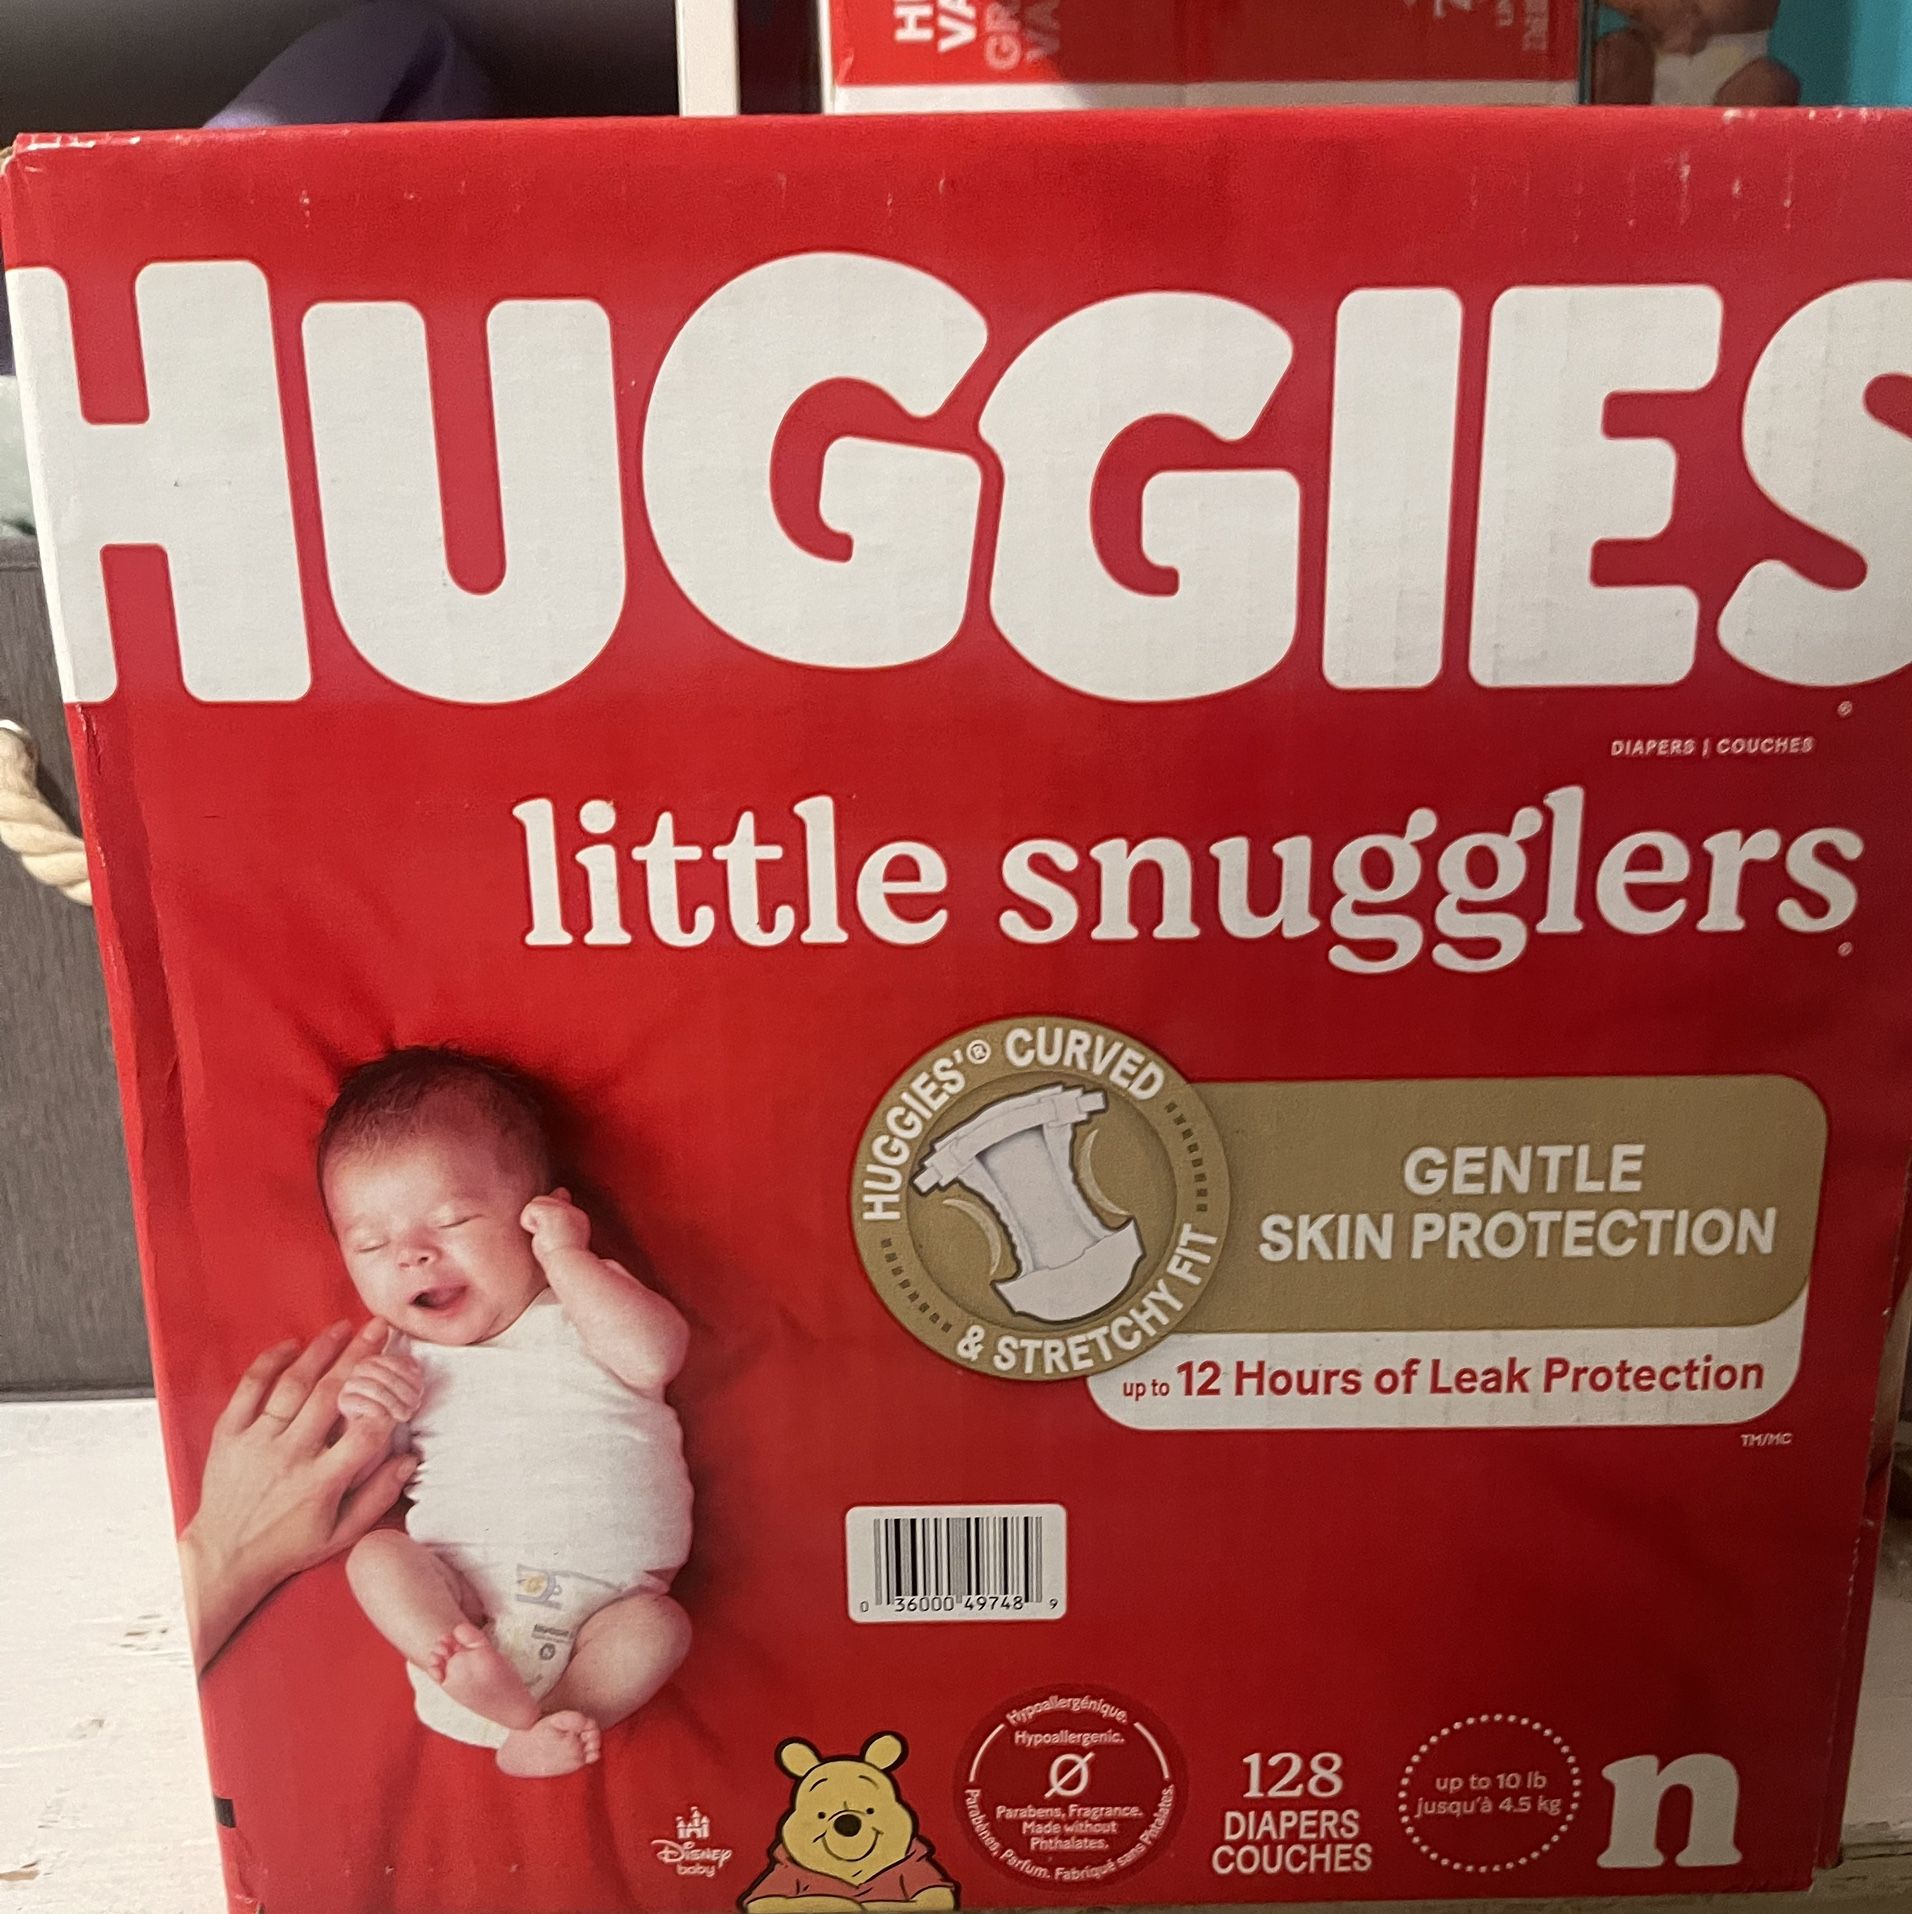 HUGGIES®
DIAPERS | COUCHES
little snugglers®
HUGGIES'® CURVED
& STRETCHY FIT
GENTLE
SKIN PROTECTION
up to 12 Hours of Leak Protection
TM/MC
0 36000 49748 9
Disney
baby
Hypoallergénique.
Hypoallergenic.
Parabens, Fragrance.
Made without
Phthalates.
Parabènes, Parfum. Fabriqué sans Phtalates.
128
DIAPERS
COUCHES
up to 10 lb
jusqu'à 4.5 kg
n